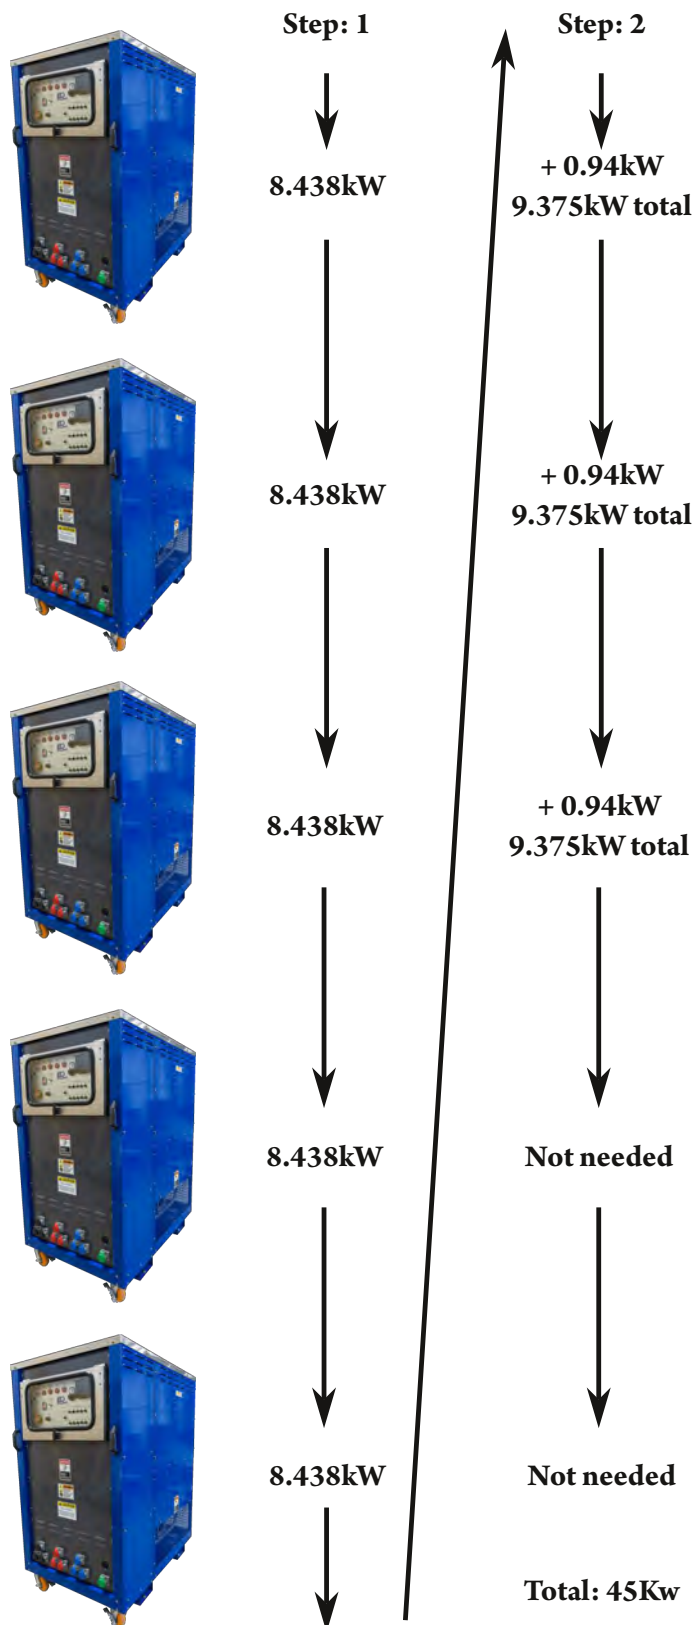 Step: 1
8.438kW
8.438kW
8.438kW
8.438kW
8.438kW
Step: 2
+ 0.94kW
9.375kW total
+ 0.94kW
9.375kW total
+ 0.94kW
9.375kW total
Not needed
Not needed
Total: 45Kw